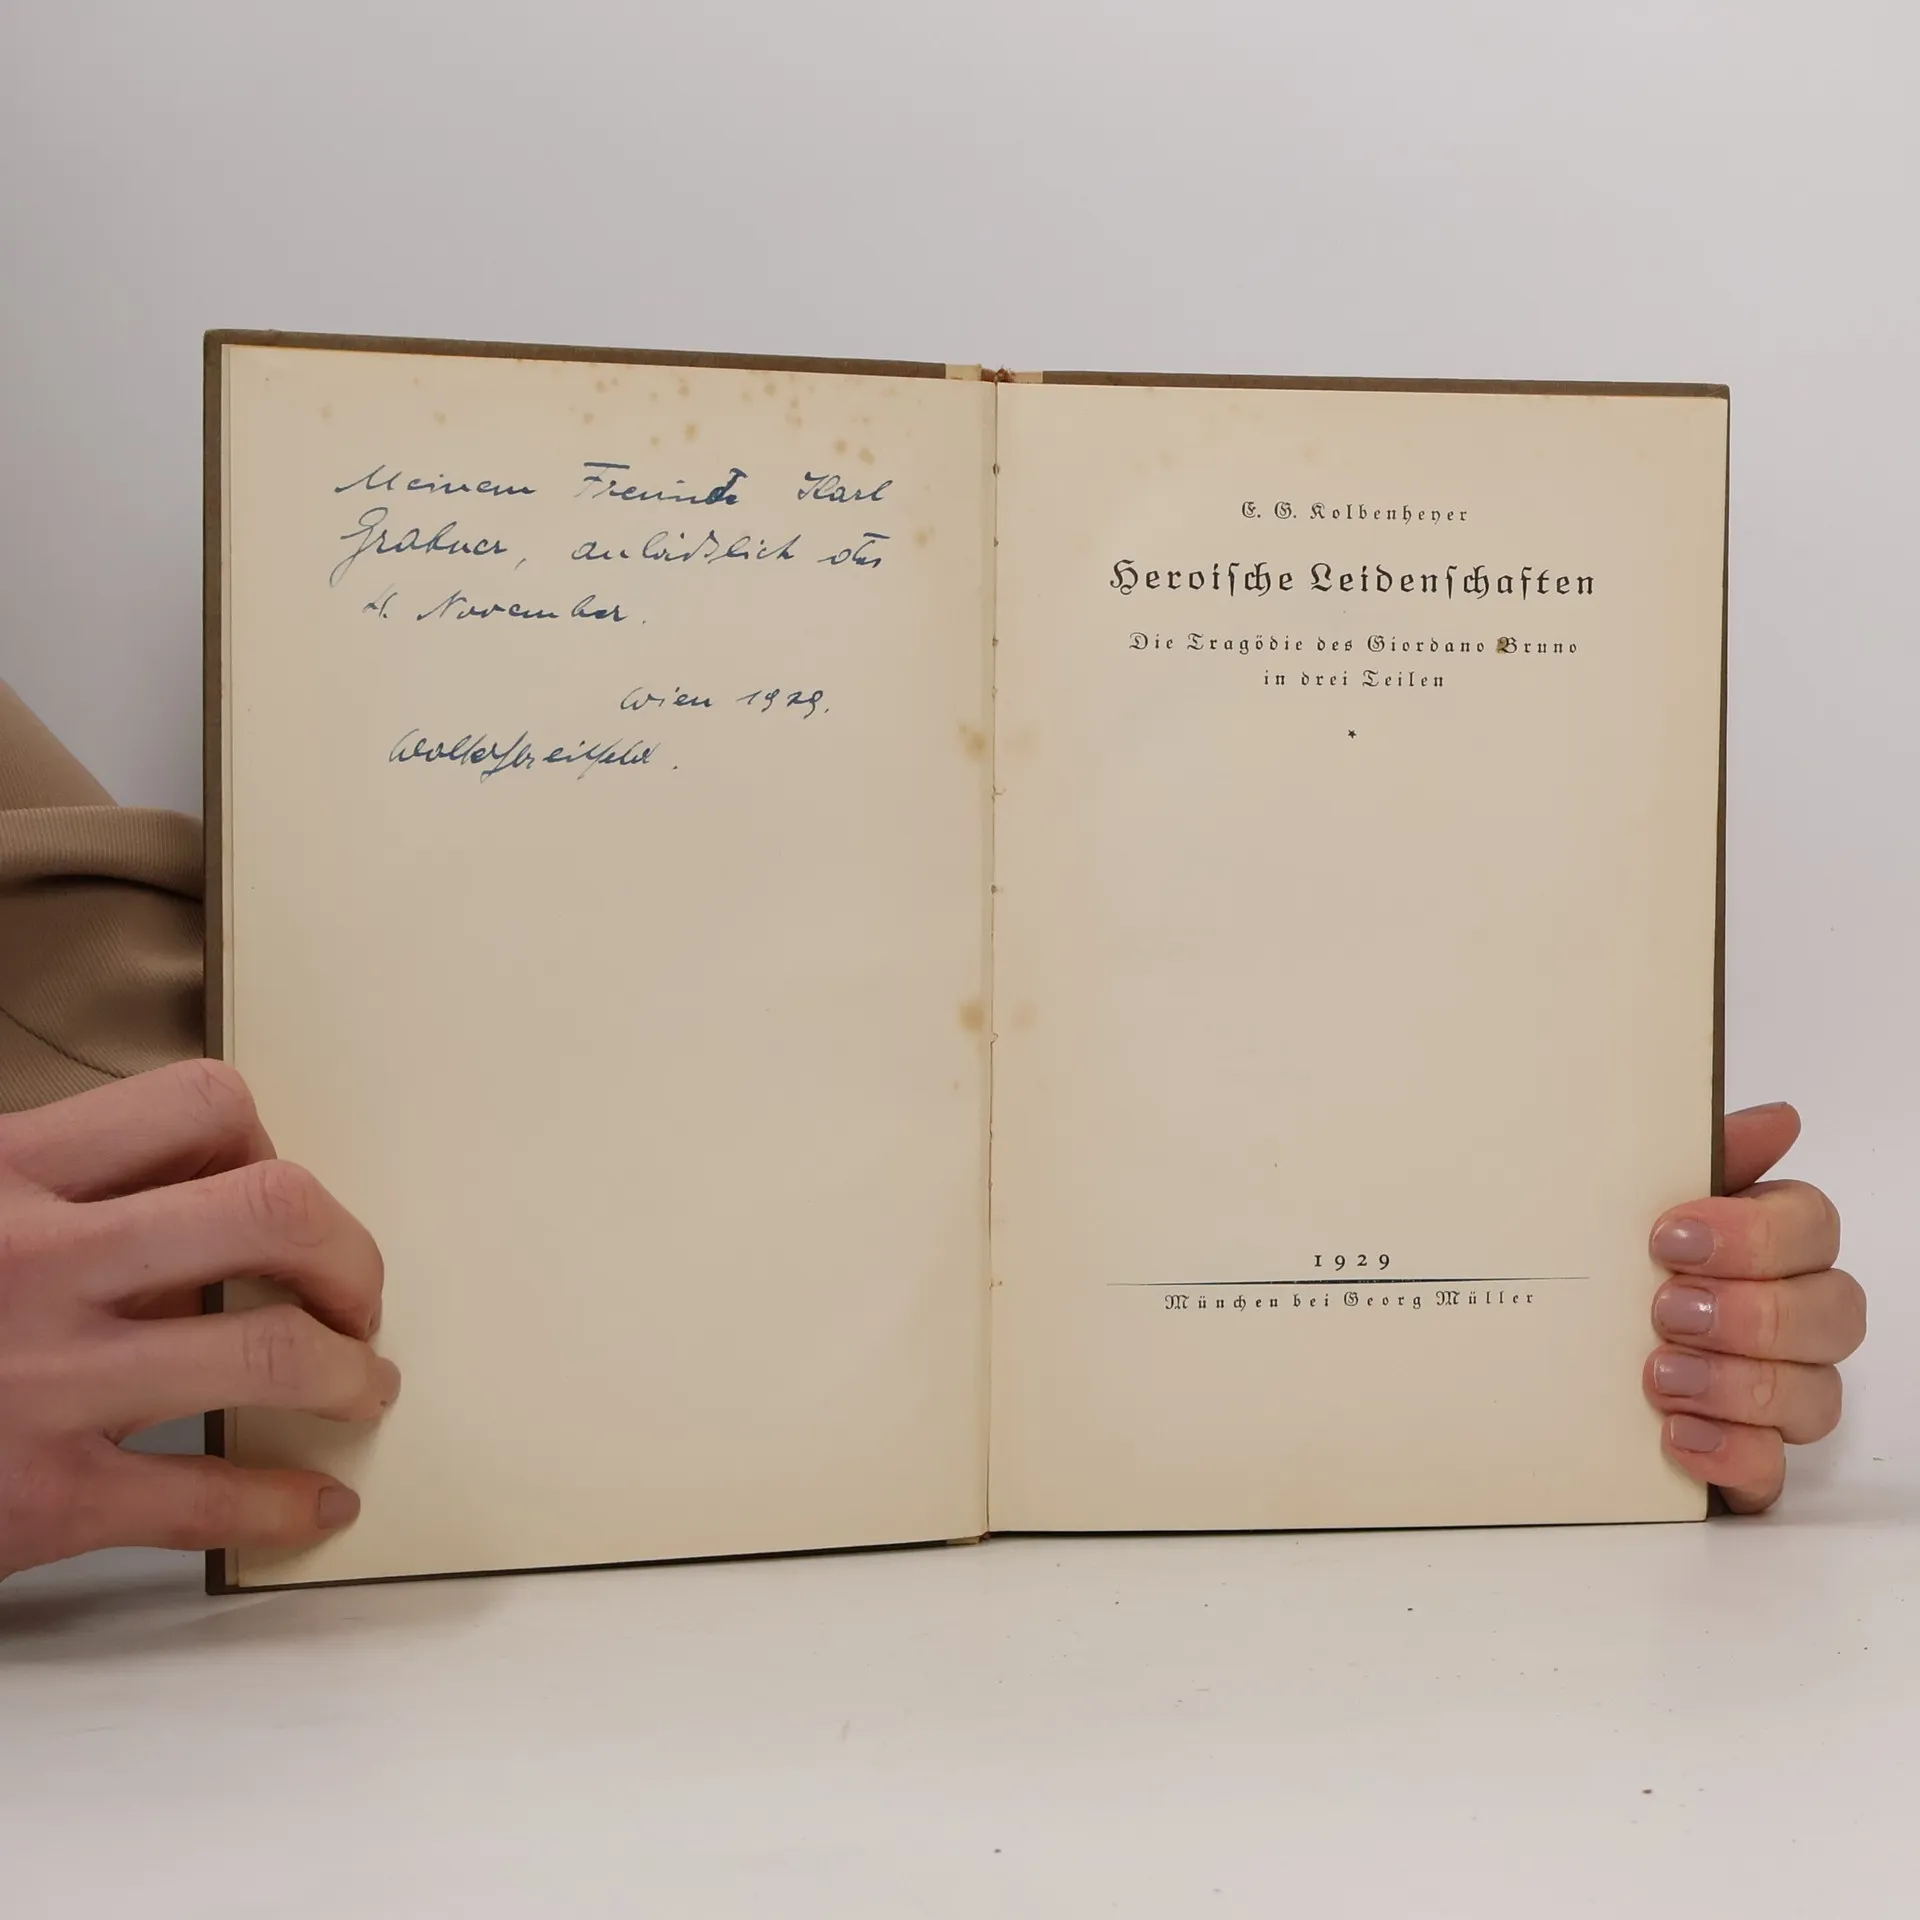 Meinem Freunde Karl
Grabner, anläßlich des
4. November.
Wien 1929.
E. G. Kolbenheyer
Heroische Leidenschaften
Die Tragödie des Giordano Bruno
in drei Teilen
1929
München bei Georg Müller